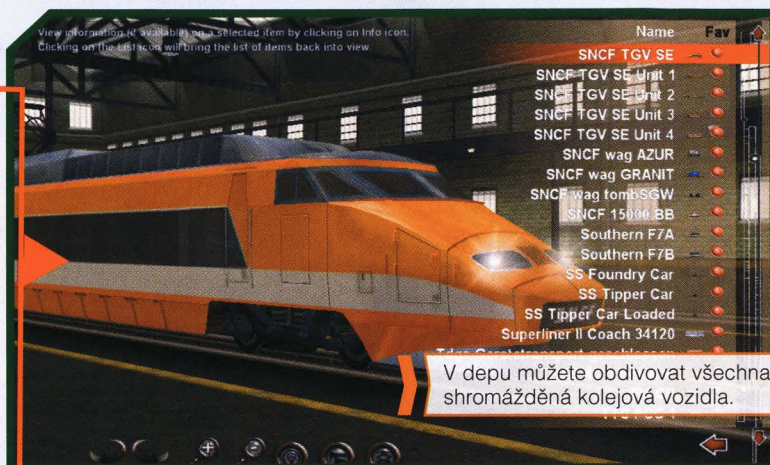 View information (if available) on a selected item by clicking on Info icon.
Clicking on the List icon will bring the list of items back into view.
Name Fav
SNCF TGV SE
SNCF TGV SE Unit 1
SNCF TGV SE Unit 2
SNCF TGV SE Unit 3
SNCF TGV SE Unit 4
SNCF wag AZUR
SNCF wag GRANIT
SNCF wag tombSGW
SNCF 15000 BB
Southern F7A
Southern F7B
SS Foundry Car
SS Tipper Car
SS Tipper Car Loaded
Superliner II Coach 34120
V depu můžete obdivovat všechna
shromážděná kolejová vozidla.